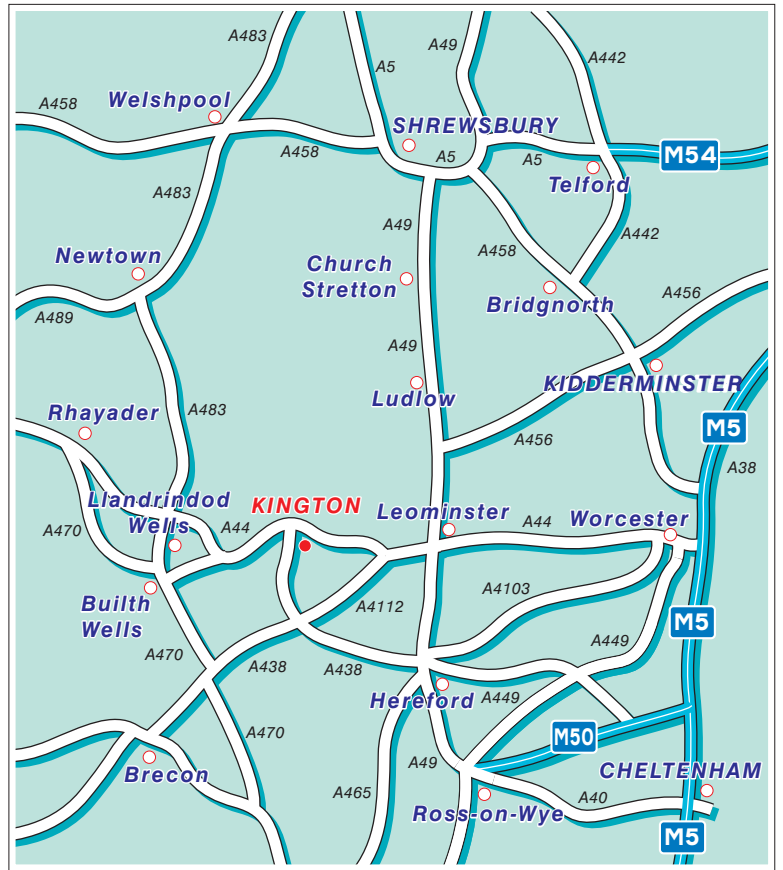 A483
A49
A442
A5
A458
Welshpool
SHREWSBURY
A458
A5
A5
M54
Telford
A483
A49
A442
Newtown
Church
Stretton
A458
A456
Bridgnorth
A489
A49
KIDDERMINSTER
Ludlow
Rhayader
A483
A456
M5
A38
Llandrindod
Wells
KINGTON
Leominster
A470
A44
A44
Worcester
Builth
Wells
A4112
A4103
M5
A470
A438
A438
A449
Hereford
A449
A470
M50
Brecon
A49
CHELTENHAM
A465
Ross-on-Wye
A40
M5